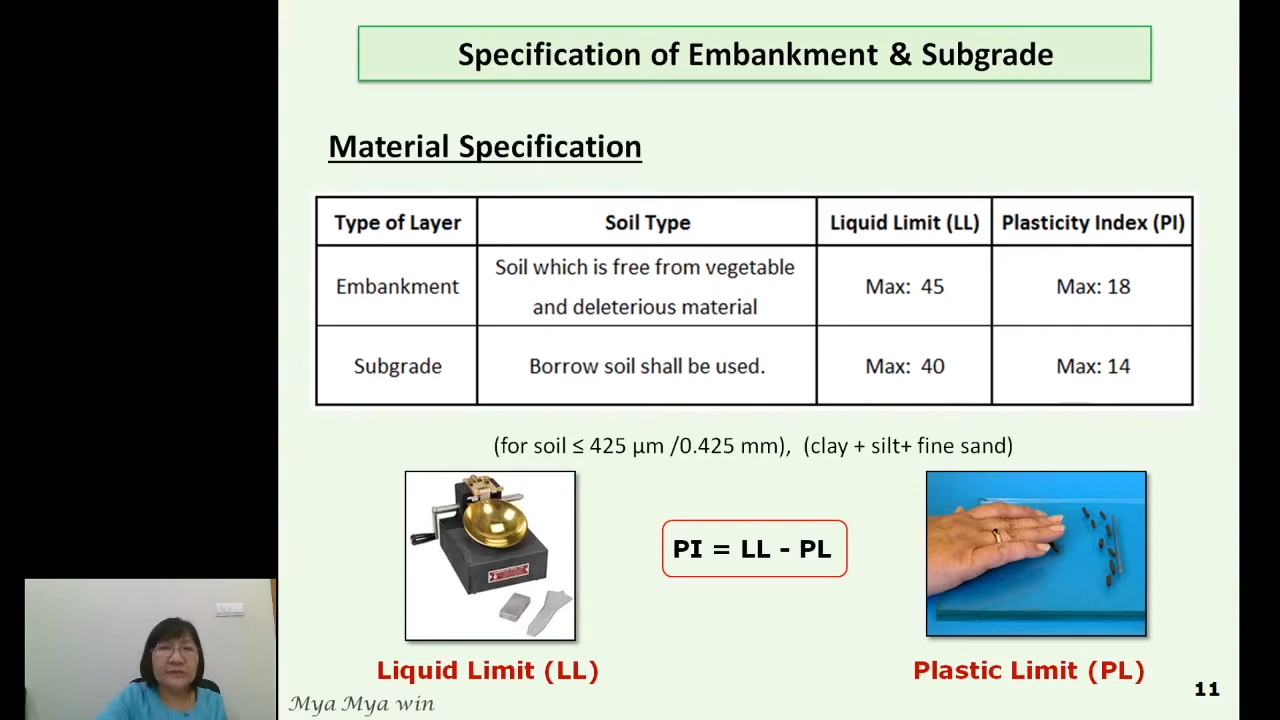 Specification of Embankment & Subgrade
Material Specification
Type of Layer Soil Type Liquid Limit (LL) Plasticity Index (PI)
Embankment Soil which is free from vegetable and deleterious material Max: 45 Max: 18
Subgrade Borrow soil shall be used. Max: 40 Max: 14
(for soil ≤ 425 µm /0.425 mm), (clay + silt+ fine sand)
PI = LL - PL
Liquid Limit (LL)
Plastic Limit (PL)
Mya Mya win
11